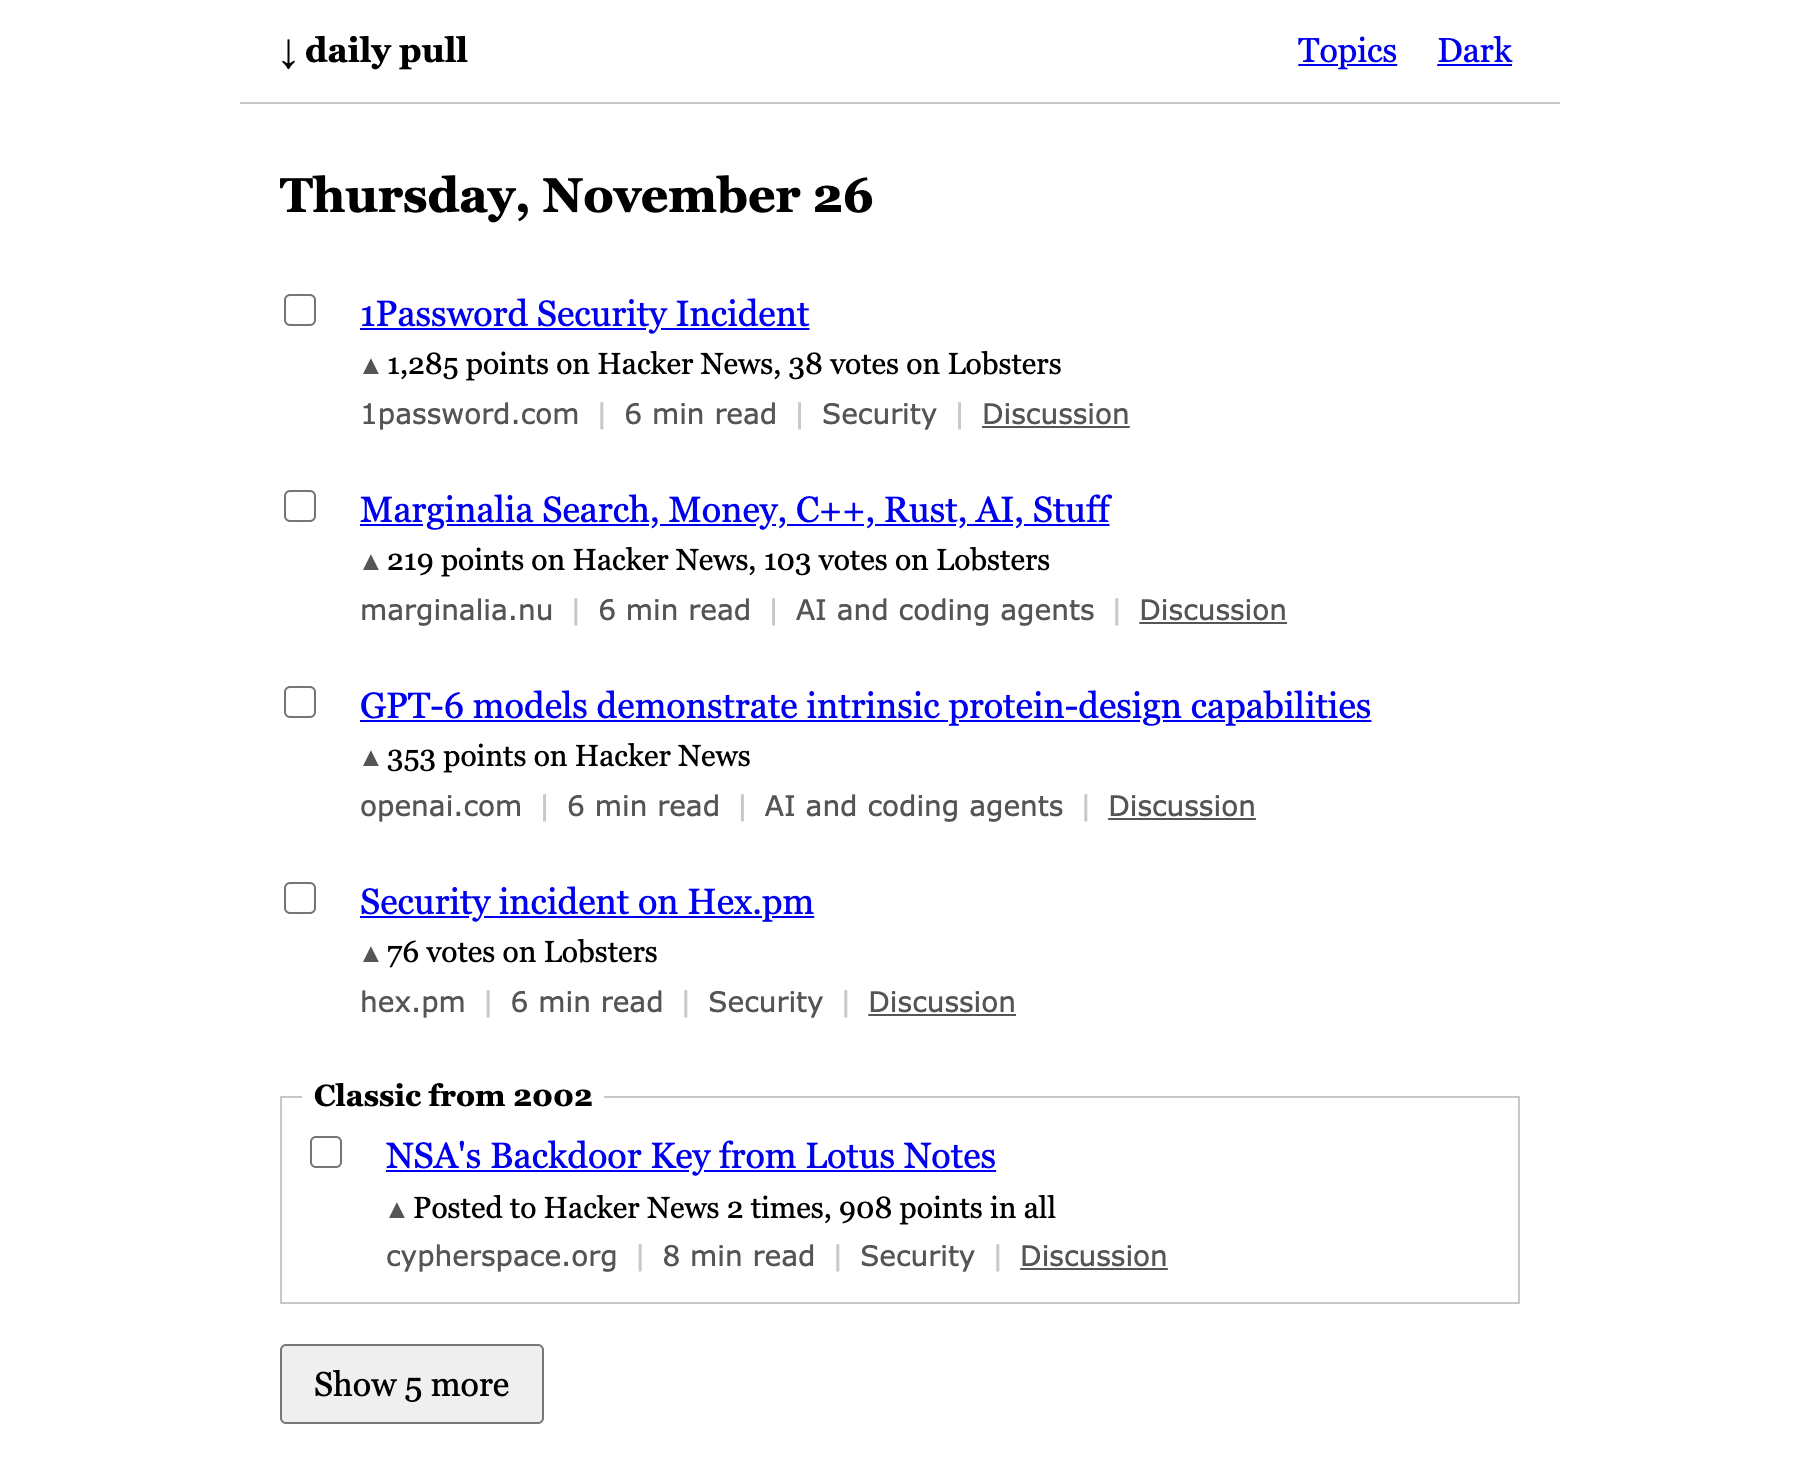 ↓ daily pull
Topics Dark
Thursday, November 26
1Password Security Incident
▲ 1,285 points on Hacker News, 38 votes on Lobsters
1password.com | 6 min read | Security | Discussion
Marginalia Search, Money, C++, Rust, AI, Stuff
▲ 219 points on Hacker News, 103 votes on Lobsters
marginalia.nu | 6 min read | AI and coding agents | Discussion
GPT-6 models demonstrate intrinsic protein-design capabilities
▲ 353 points on Hacker News
openai.com | 6 min read | AI and coding agents | Discussion
Security incident on Hex.pm
▲ 76 votes on Lobsters
hex.pm | 6 min read | Security | Discussion
Classic from 2002
NSA's Backdoor Key from Lotus Notes
▲ Posted to Hacker News 2 times, 908 points in all
cypherspace.org | 8 min read | Security | Discussion
Show 5 more